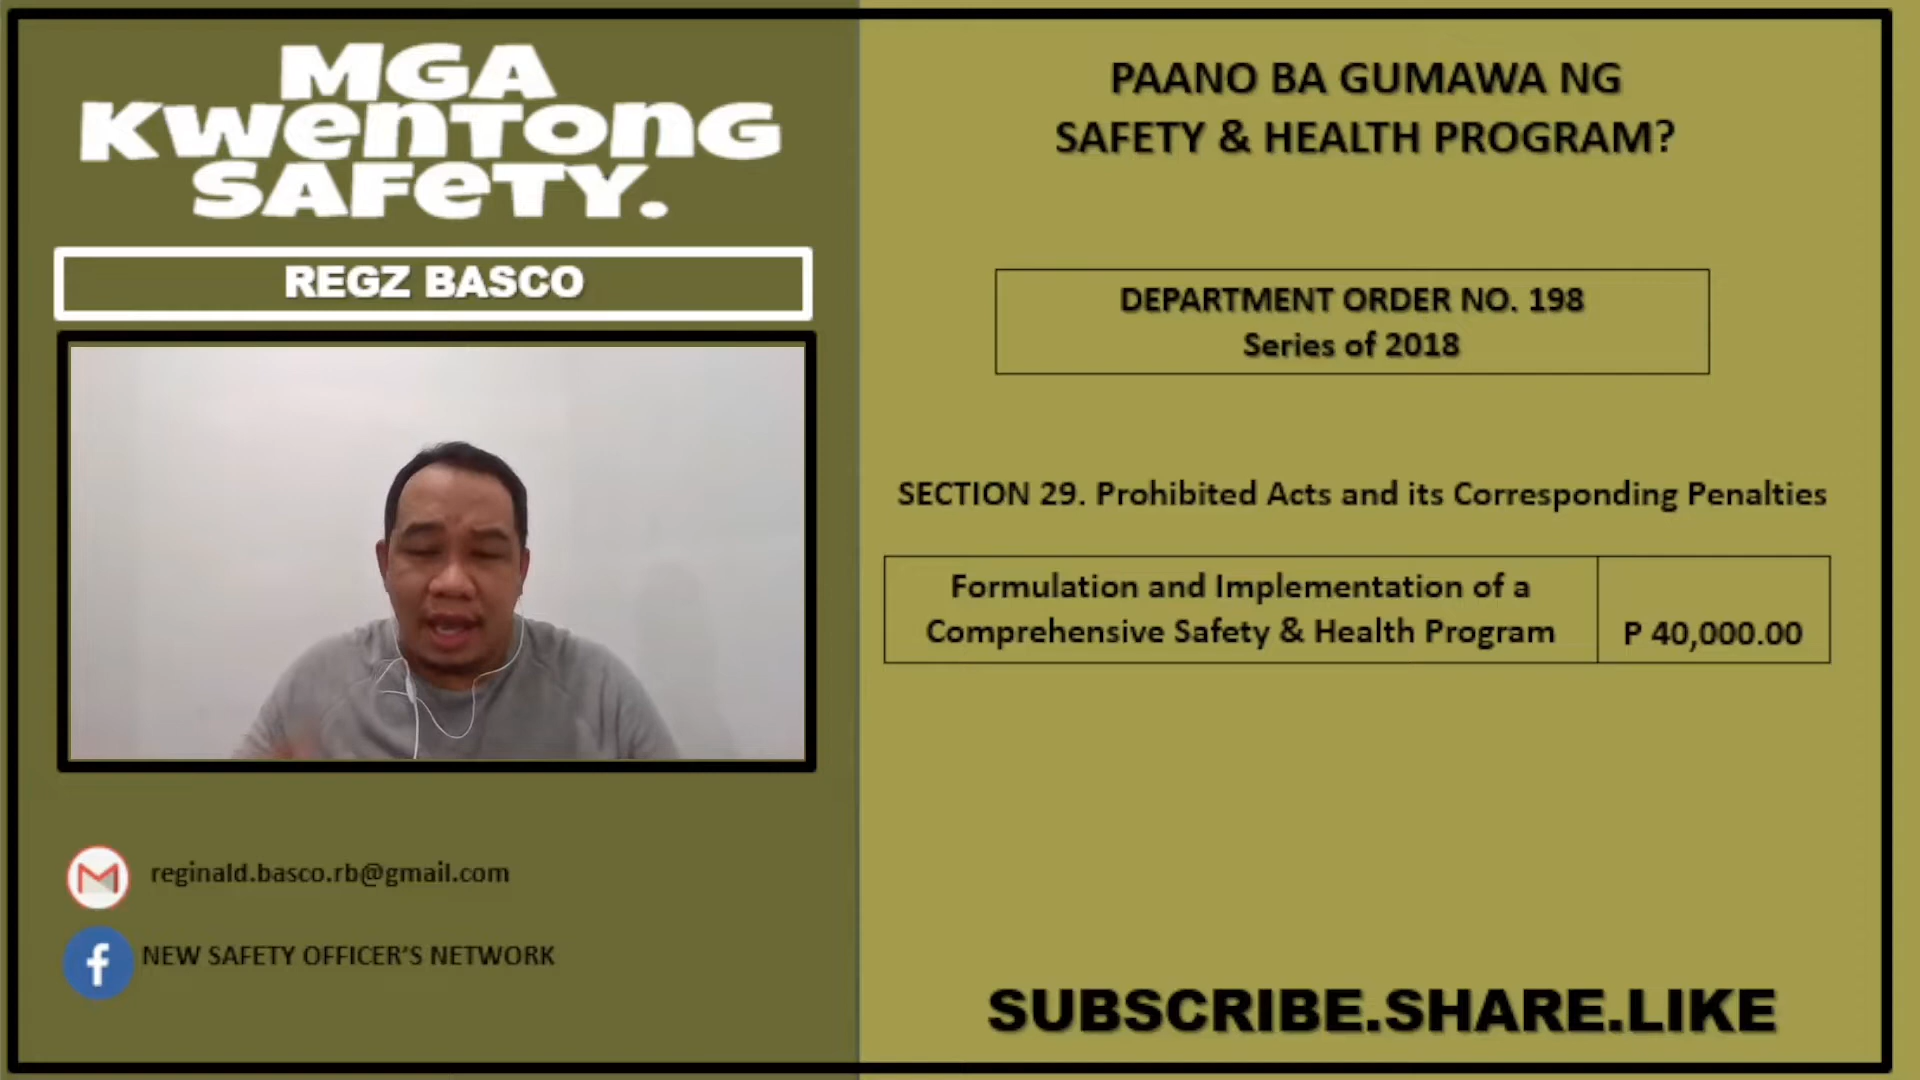 MGA
KWENTONG
SAFETY.
REGZ BASCO
reginald.basco.rb@gmail.com
NEW SAFETY OFFICER'S NETWORK
PAANO BA GUMAWA NG
SAFETY & HEALTH PROGRAM?
DEPARTMENT ORDER NO. 198
Series of 2018
SECTION 29. Prohibited Acts and its Corresponding Penalties
Formulation and Implementation of a
Comprehensive Safety & Health Program
P 40,000.00
SUBSCRIBE.SHARE.LIKE